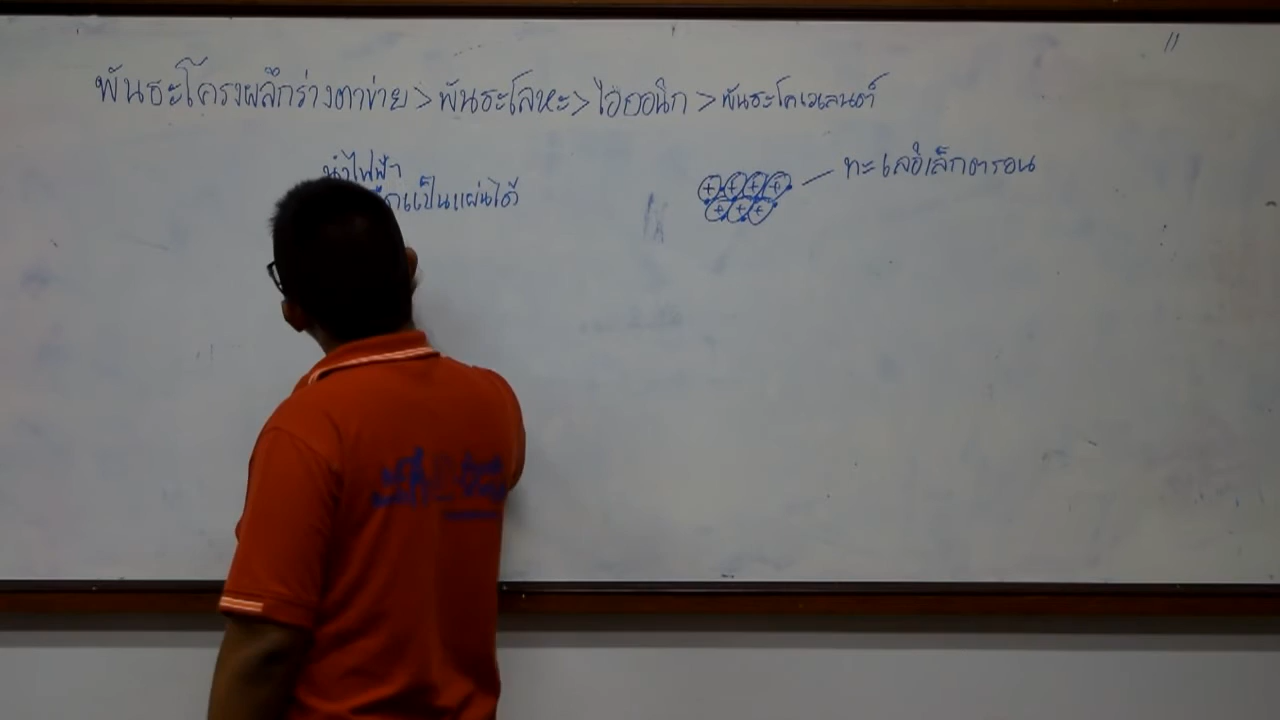 11
พันธะโครงผลึกร่างตาข่าย > พันธะโลหะ > ไอออนิก > พันธะโคเวเลนต์
นำไฟฟ้า
เป็นแผ่นได้
ทะเลอิเล็กตรอน
+ + + +
+ + +